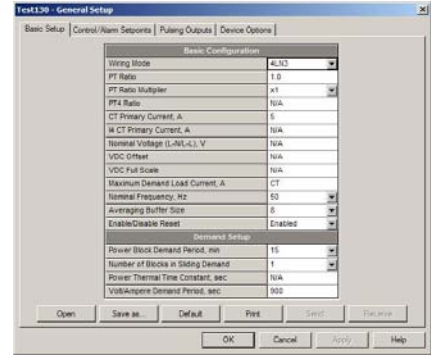 Test130 - General Setup
Basic Setup Control/Alarm Setpoints Pulsing Outputs Device Options
Basic Configuration
Wiring Mode 4LN3
PT Ratio 1.0
PT Ratio Multiplier x1
PT4 Ratio N/A
CT Primary Current, A 5
I4 CT Primary Current, A N/A
Nominal Voltage (L-N/L-L), V N/A
VDC Offset N/A
VDC Full Scale N/A
Maximum Demand Load Current, A CT
Nominal Frequency, Hz 50
Averaging Buffer Size 8
Enable/Disable Reset Enabled
Demand Setup
Power Block Demand Period, min 15
Number of Blocks in Sliding Demand 1
Power Thermal Time Constant, sec N/A
Volt/Ampere Demand Period, sec 900
Open Save as... Default Print Send Receive
OK Cancel Apply Help